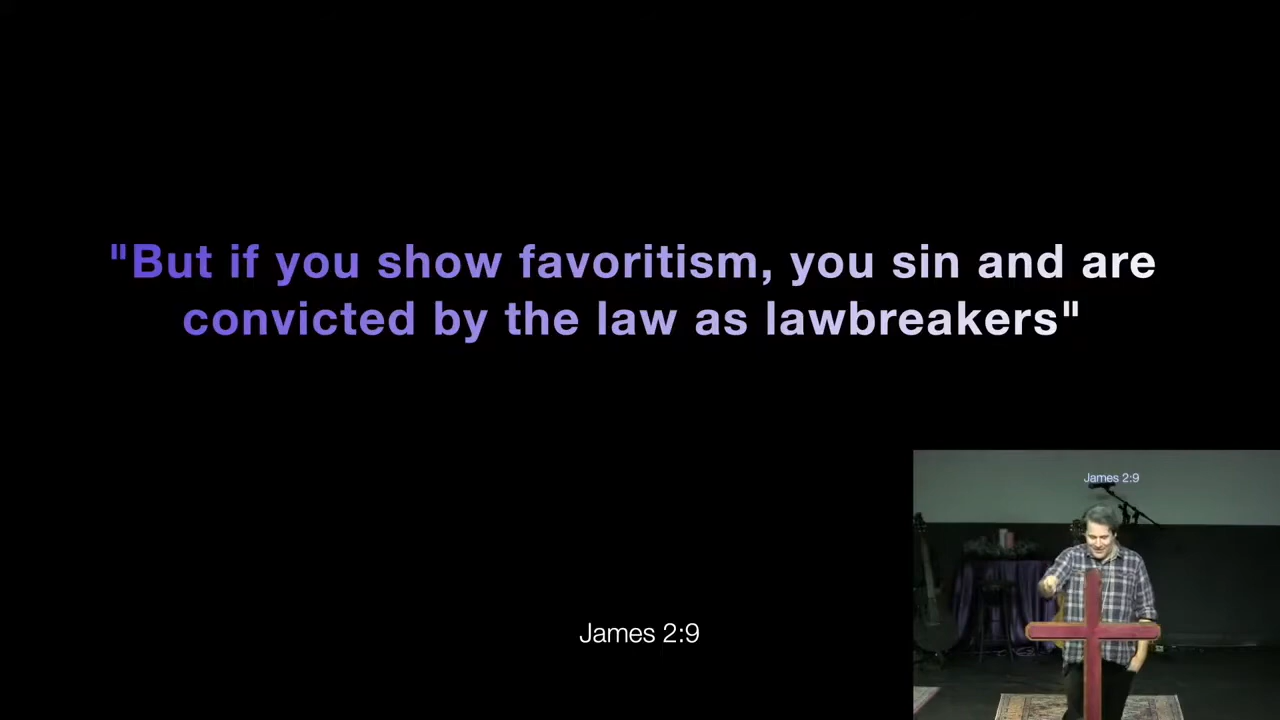 "But if you show favoritism, you sin and are
convicted by the law as lawbreakers"
James 2:9
James 2:9